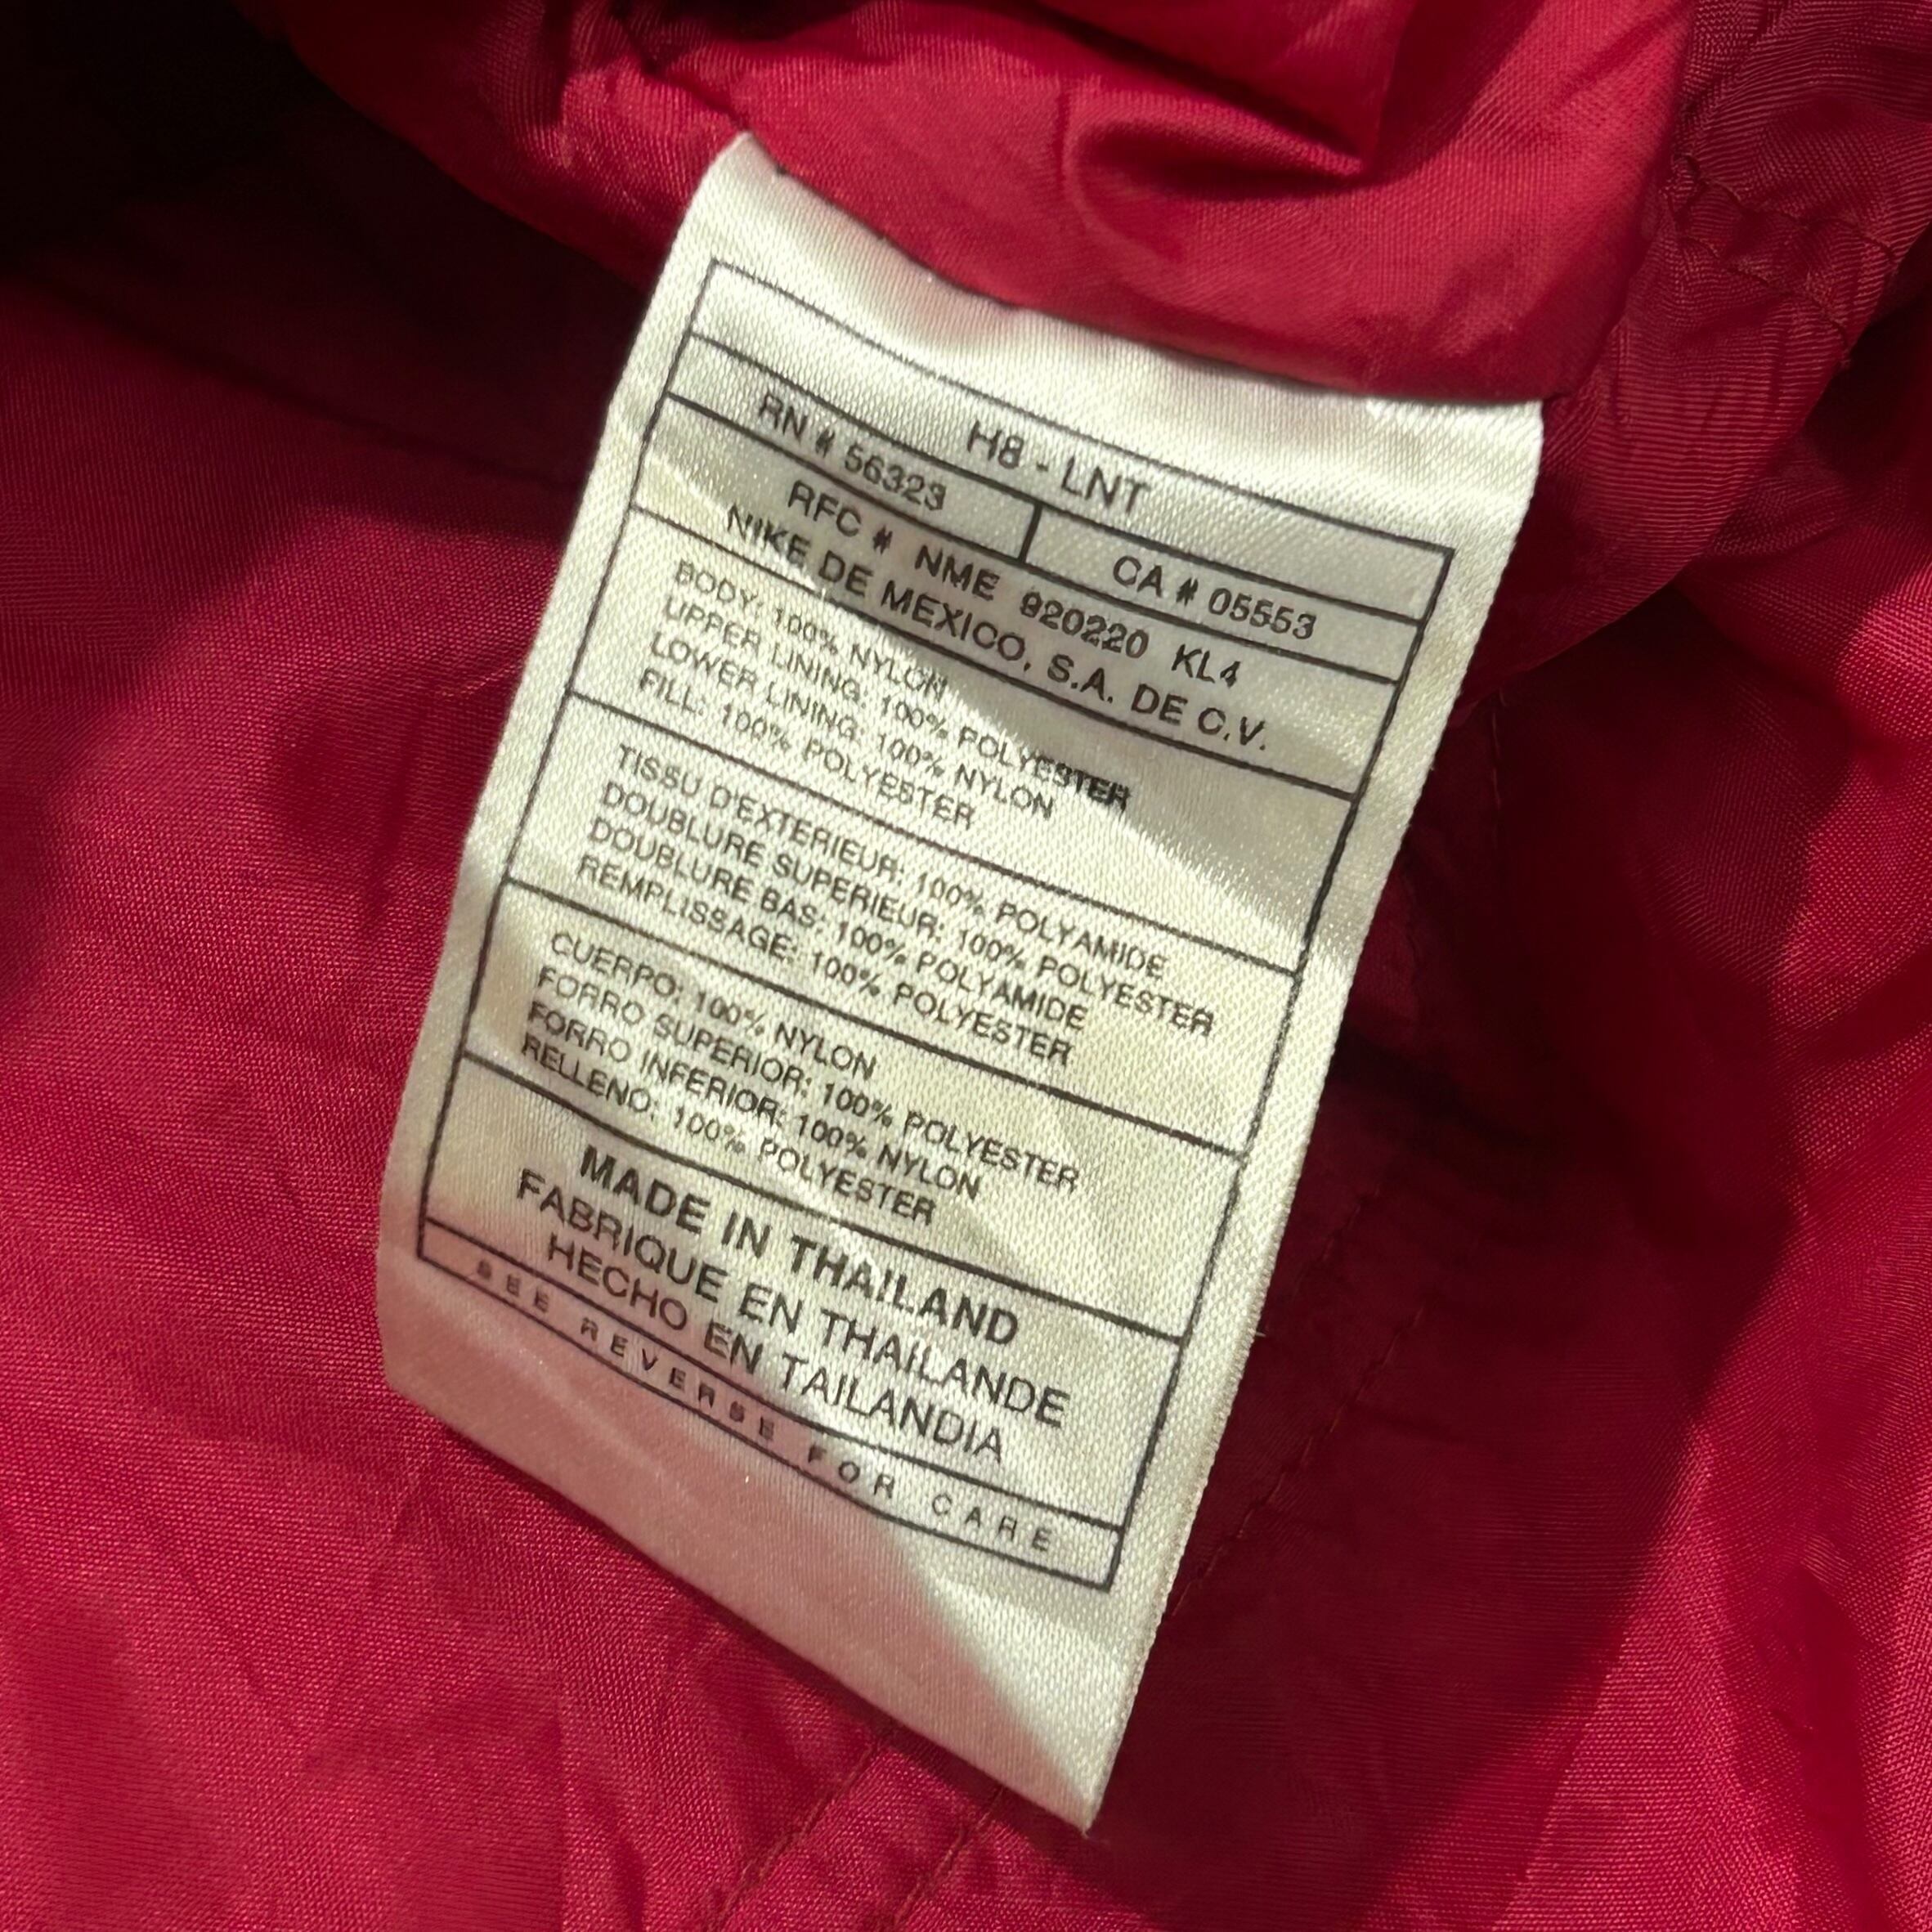 H8 - LNT
RN # 56323 CA # 05553
RFC # NME 920220 KL4
NIKE DE MEXICO, S.A. DE C.V.
BODY: 100% NYLON
UPPER LINING: 100% POLYESTER
LOWER LINING: 100% NYLON
FILL: 100% POLYESTER
TISSU D'EXTERIEUR: 100% POLYAMIDE
DOUBLURE SUPERIEUR: 100% POLYESTER
DOUBLURE BAS: 100% POLYAMIDE
REMPLISSAGE: 100% POLYESTER
CUERPO: 100% NYLON
FORRO SUPERIOR: 100% POLYESTER
FORRO INFERIOR: 100% NYLON
RELLENO: 100% POLYESTER
MADE IN THAILAND
FABRIQUE EN THAILANDE
HECHO EN TAILANDIA
SEE REVERSE FOR CARE